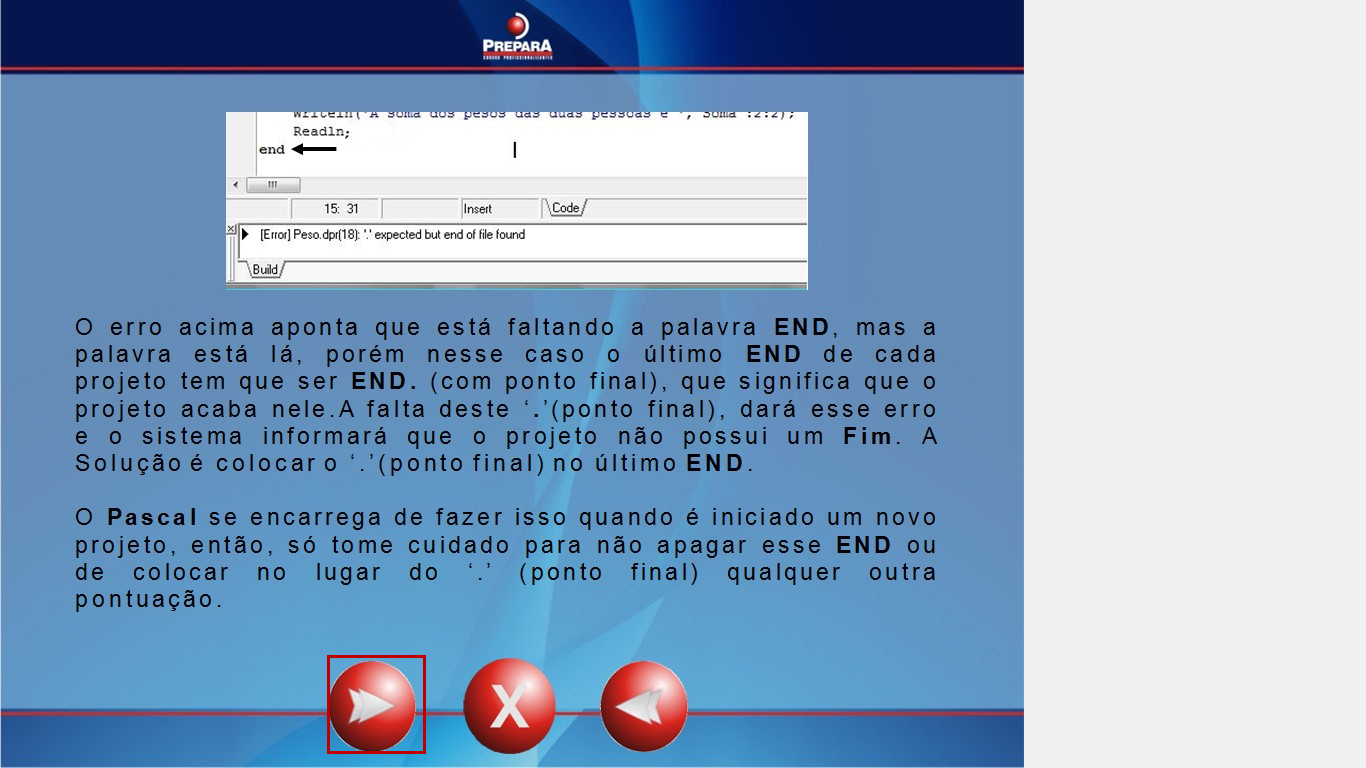 PREPARA
CURSOS PROFISSIONALIZANTES
Writeln('A soma dos pesos das duas pessoas é ', Soma :2:2);
Readln;
end
15: 31 Insert Code
[Error] Peso.dpr(18): '.' expected but end of file found
Build
O erro acima aponta que está faltando a palavra END, mas a
palavra está lá, porém nesse caso o último END de cada
projeto tem que ser END. (com ponto final), que significa que o
projeto acaba nele.A falta deste ‘.’(ponto final), dará esse erro
e o sistema informará que o projeto não possui um Fim. A
Solução é colocar o ‘.’(ponto final) no último END.
O Pascal se encarrega de fazer isso quando é iniciado um novo
projeto, então, só tome cuidado para não apagar esse END ou
de colocar no lugar do ‘.’ (ponto final) qualquer outra
pontuação.
X